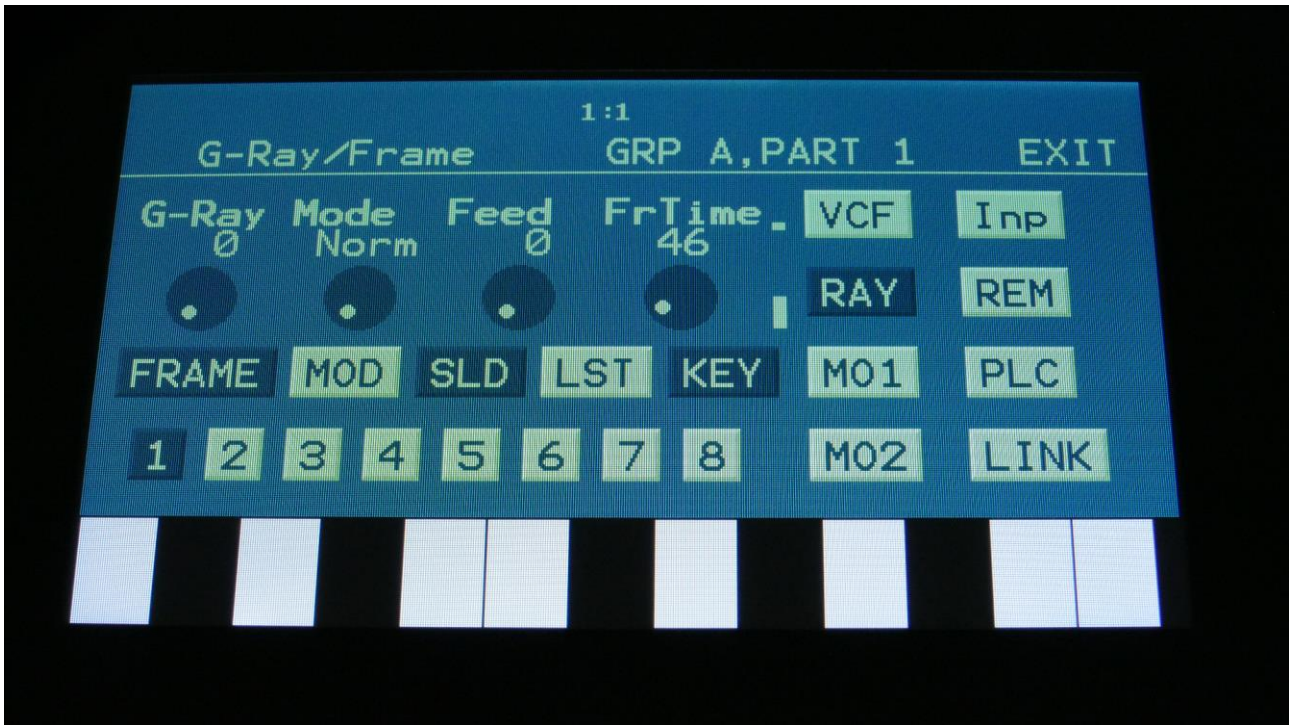 1:1
G-Ray/Frame GRP A,PART 1 EXIT
G-Ray Mode Feed FrTime VCF Inp
0 Norm 0 46
RAY REM
FRAME MOD SLD LST KEY MO1 PLC
1 2 3 4 5 6 7 8 MO2 LINK